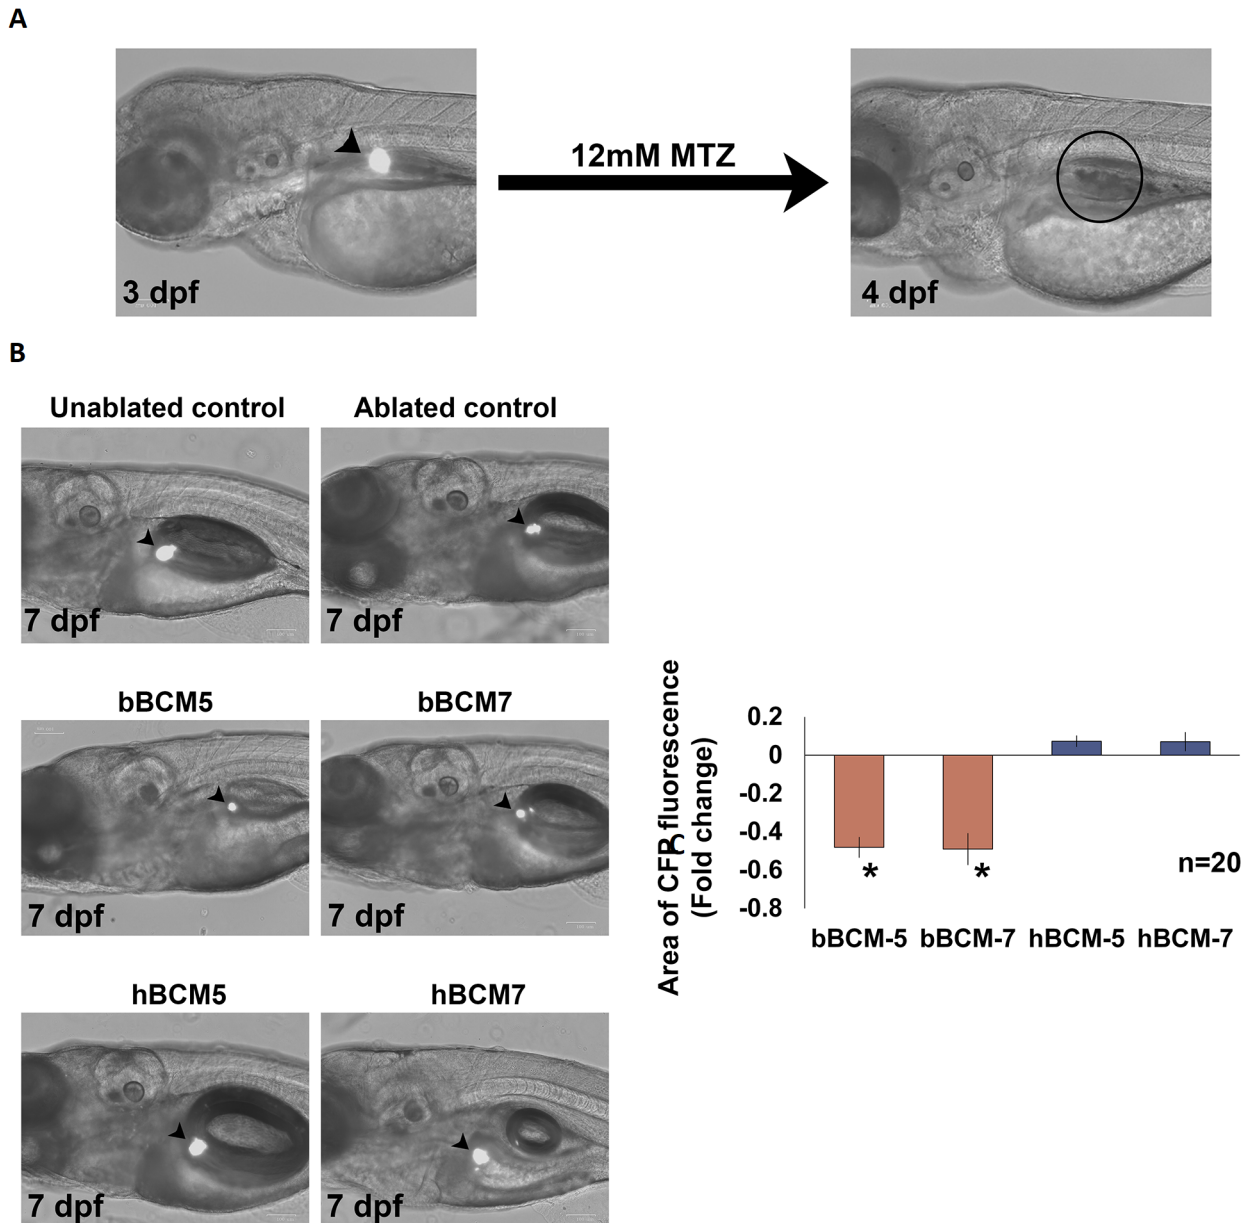 A
3 dpf
12mM MTZ
4 dpf
B
Unablated control
Ablated control
7 dpf
7 dpf
bBCM5
bBCM7
7 dpf
7 dpf
hBCM5
hBCM7
7 dpf
7 dpf
Area of CFP fluorescence
(Fold change)
0.2
0
-0.2
-0.4
-0.6
-0.8
*
*
n=20
bBCM-5
bBCM-7
hBCM-5
hBCM-7